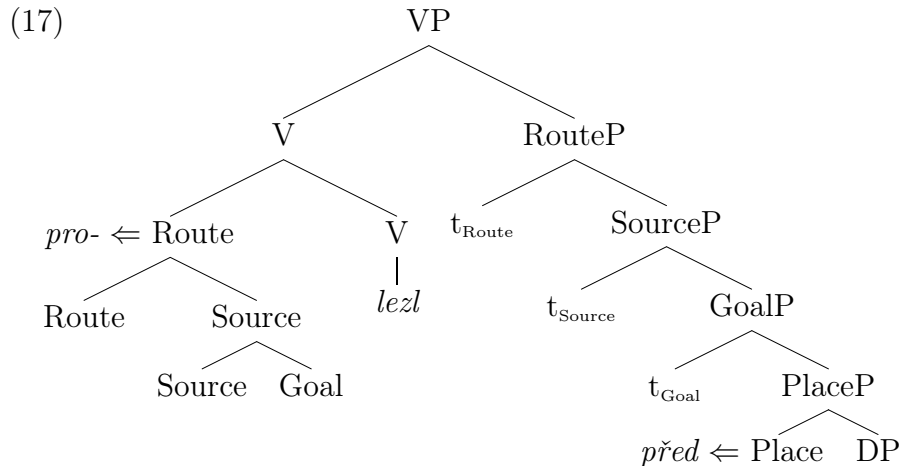 (17) VP
V RouteP
pro- ⇐ Route V t_Route SourceP
Route Source lezl t_Source GoalP
Source Goal t_Goal PlaceP
před ⇐ Place DP